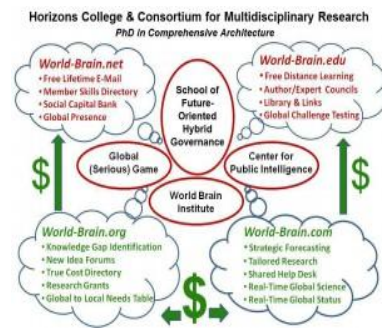 Horizons College & Consortium for Multidisciplinary Research
PhD in Comprehensive Architecture
World-Brain.net
• Free Lifetime E-Mail
• Member Skills Directory
• Social Capital Bank
• Global Presence
School of
Future-
Oriented
Hybrid
Governance
World-Brain.edu
• Free Distance Learning
• Author/Expert Councils
• Library & Links
• Global Challenge Testing
Global
(Serious) Game
Center for
Public Intelligence
World Brain
Institute
$
$
World-Brain.org
• Knowledge Gap Identification
• New Idea Forums
• True Cost Directory
• Research Grants
• Global to Local Needs Table
World-Brain.com
• Strategic Forecasting
• Tailored Research
• Shared Help Desk
• Real-Time Global Science
• Real-Time Global Status
$